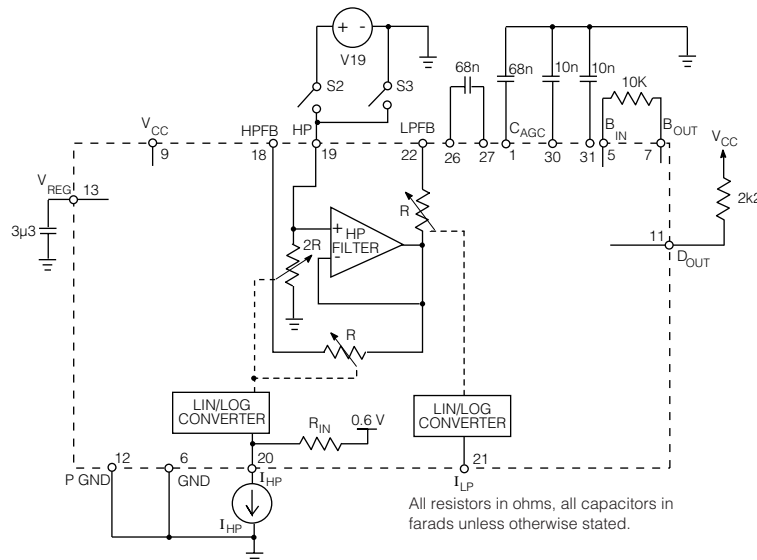 + -
V19
S2
S3
68n
68n
10n
10n
10K
VCC
9
HPFB
18
HP
19
LPFB
22
26
27
CAGC
1
30
31
BIN
5
BOUT
7
VCC
2k2
VREG
13
3µ3
11
DOUT
2R
+
-
HP
FILTER
R
R
LIN/LOG
CONVERTER
RIN
0.6 V
LIN/LOG
CONVERTER
12
P GND
6
GND
20
IHP
IHP
21
ILP
All resistors in ohms, all capacitors in
farads unless otherwise stated.